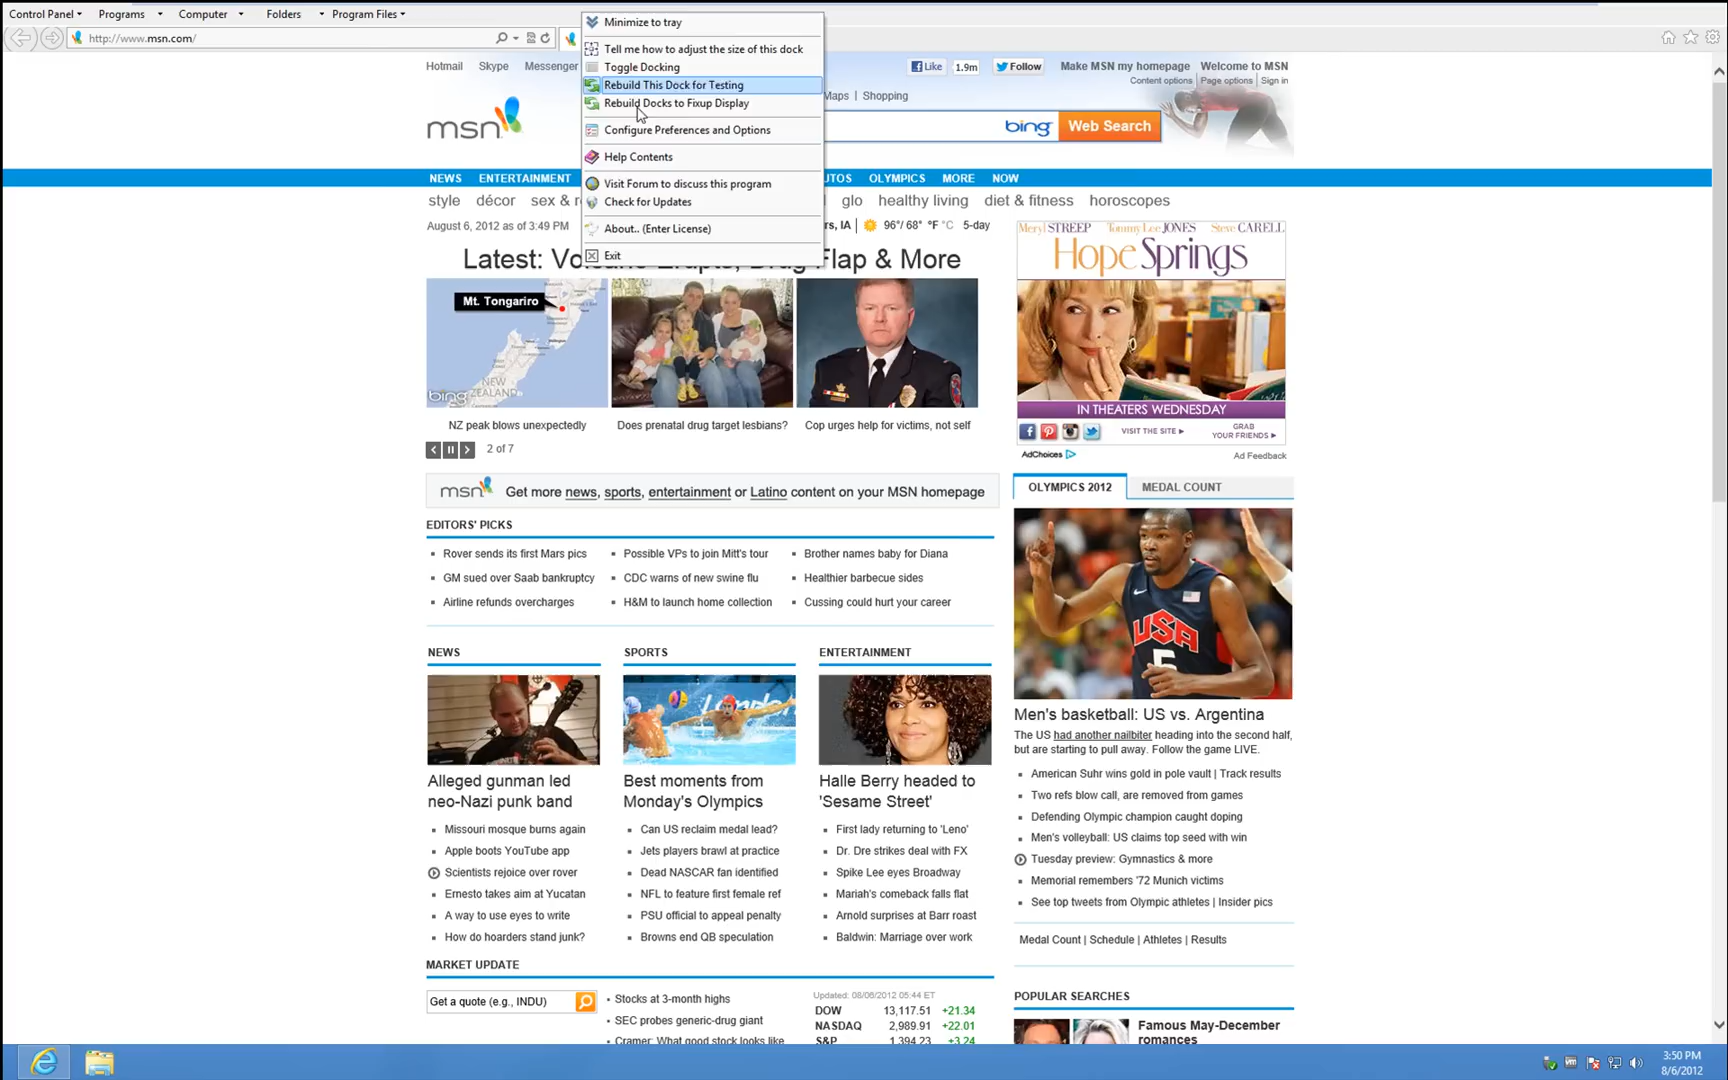 Control Panel
Programs
Computer
Folders
Program Files
http://www.msn.com/
Minimize to tray
Tell me how to adjust the size of this dock
Toggle Docking
Rebuild This Dock for Testing
Rebuild Docks to Fixup Display
Configure Preferences and Options
Help Contents
Visit Forum to discuss this program
Check for Updates
About.. (Enter License)
Exit
Hotmail Skype Messenger
Like 1.9m Follow
Make MSN my homepage Welcome to MSN
Content options Page options Sign in
msn
Maps | Shopping
bing Web Search
NEWS ENTERTAINMENT OLYMPICS MORE NOW
style décor sex & glo healthy living diet & fitness horoscopes
August 6, 2012 as of 3:49 PM
IA | 96°/ 68° °F °C 5-day
Latest: Volcano Erupts, Drug Flap & More
Mt. Tongariro
NEW
ZEALAND
bing
NZ peak blows unexpectedly
Does prenatal drug target lesbians?
Cop urges help for victims, not self
2 of 7
Meryl STREEP Tommy Lee JONES Steve CARELL
Hope Springs
IN THEATERS WEDNESDAY
VISIT THE SITE
GRAB
YOUR FRIENDS
AdChoices
Ad Feedback
msn Get more news, sports, entertainment or Latino content on your MSN homepage
OLYMPICS 2012 MEDAL COUNT
EDITORS' PICKS
Rover sends its first Mars pics
Possible VPs to join Mitt's tour
Brother names baby for Diana
GM sued over Saab bankruptcy
CDC warns of new swine flu
Healthier barbecue sides
Airline refunds overcharges
H&M to launch home collection
Cussing could hurt your career
USA
5
Men's basketball: US vs. Argentina
The US had another nailbiter heading into the second half,
but are starting to pull away. Follow the game LIVE.
American Suhr wins gold in pole vault | Track results
Two refs blow call, are removed from games
Defending Olympic champion caught doping
Men's volleyball: US claims top seed with win
Tuesday preview: Gymnastics & more
Memorial remembers '72 Munich victims
See top tweets from Olympic athletes | Insider pics
Medal Count | Schedule | Athletes | Results
NEWS
Alleged gunman led
neo-Nazi punk band
Missouri mosque burns again
Apple boots YouTube app
Scientists rejoice over rover
Ernesto takes aim at Yucatan
A way to use eyes to write
How do hoarders stand junk?
SPORTS
Best moments from
Monday's Olympics
Can US reclaim medal lead?
Jets players brawl at practice
Dead NASCAR fan identified
NFL to feature first female ref
PSU official to appeal penalty
Browns end QB speculation
ENTERTAINMENT
Halle Berry headed to
'Sesame Street'
First lady returning to 'Leno'
Dr. Dre strikes deal with FX
Spike Lee eyes Broadway
Mariah's comeback falls flat
Arnold surprises at Barr roast
Baldwin: Marriage over work
MARKET UPDATE
Get a quote (e.g., INDU)
Stocks at 3-month highs
SEC probes generic-drug giant
Cramer: What good stock looks like
Updated: 08/06/2012 05:44 ET
DOW 13,117.51 +21.34
NASDAQ 2,989.91 +22.01
S&P 1,394.23 +3.24
POPULAR SEARCHES
Famous May-December
romances
3:50 PM
8/6/2012